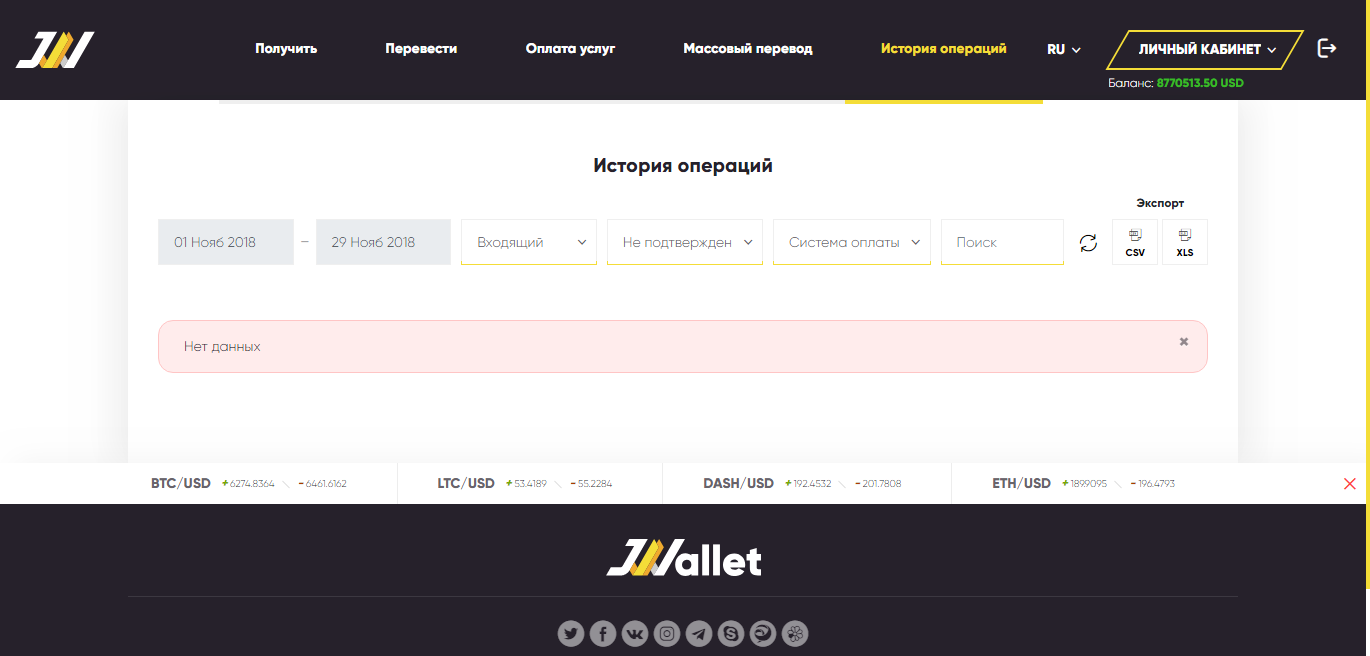 JW
Получить Перевести Оплата услуг Массовый перевод История операций RU ЛИЧНЫЙ КАБИНЕТ
Баланс: 8770513.50 USD
История операций
Экспорт
01 Нояб 2018 – 29 Нояб 2018 Входящий Не подтвержден Система оплаты Поиск CSV XLS
Нет данных
BTC/USD +6274.8364 -6461.6162 LTC/USD +53.4189 -55.2284 DASH/USD +192.4532 -201.7808 ETH/USD +189.9095 -196.4793
JWallet